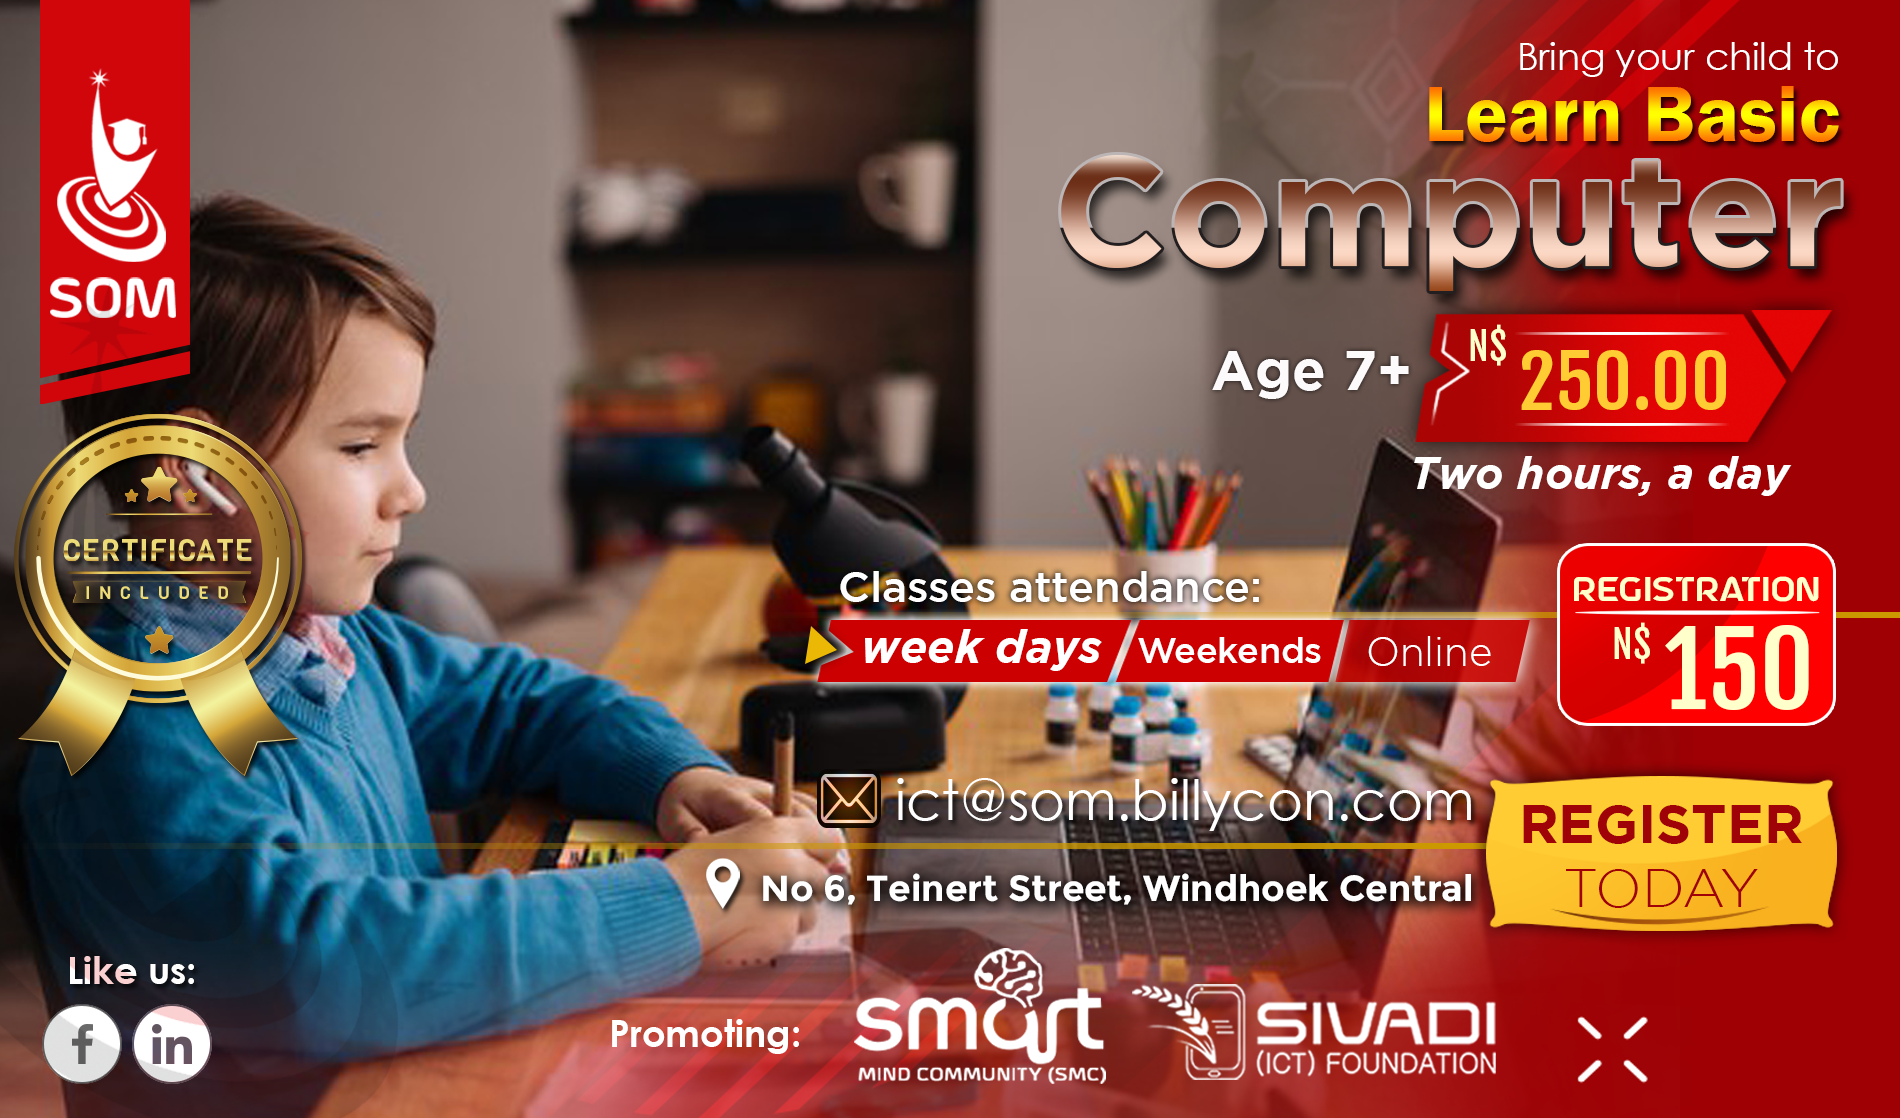 SOM
Bring your child to
Learn Basic
Computer
Age 7+
N$ 250.00
Two hours, a day
CERTIFICATE
INCLUDED
Classes attendance:
week days Weekends Online
REGISTRATION
N$ 150
ict@som.billycon.com
No 6, Teinert Street, Windhoek Central
REGISTER
TODAY
Like us:
f in
Promoting:
smart
MIND COMMUNITY (SMC)
SIVADI
(ICT) FOUNDATION